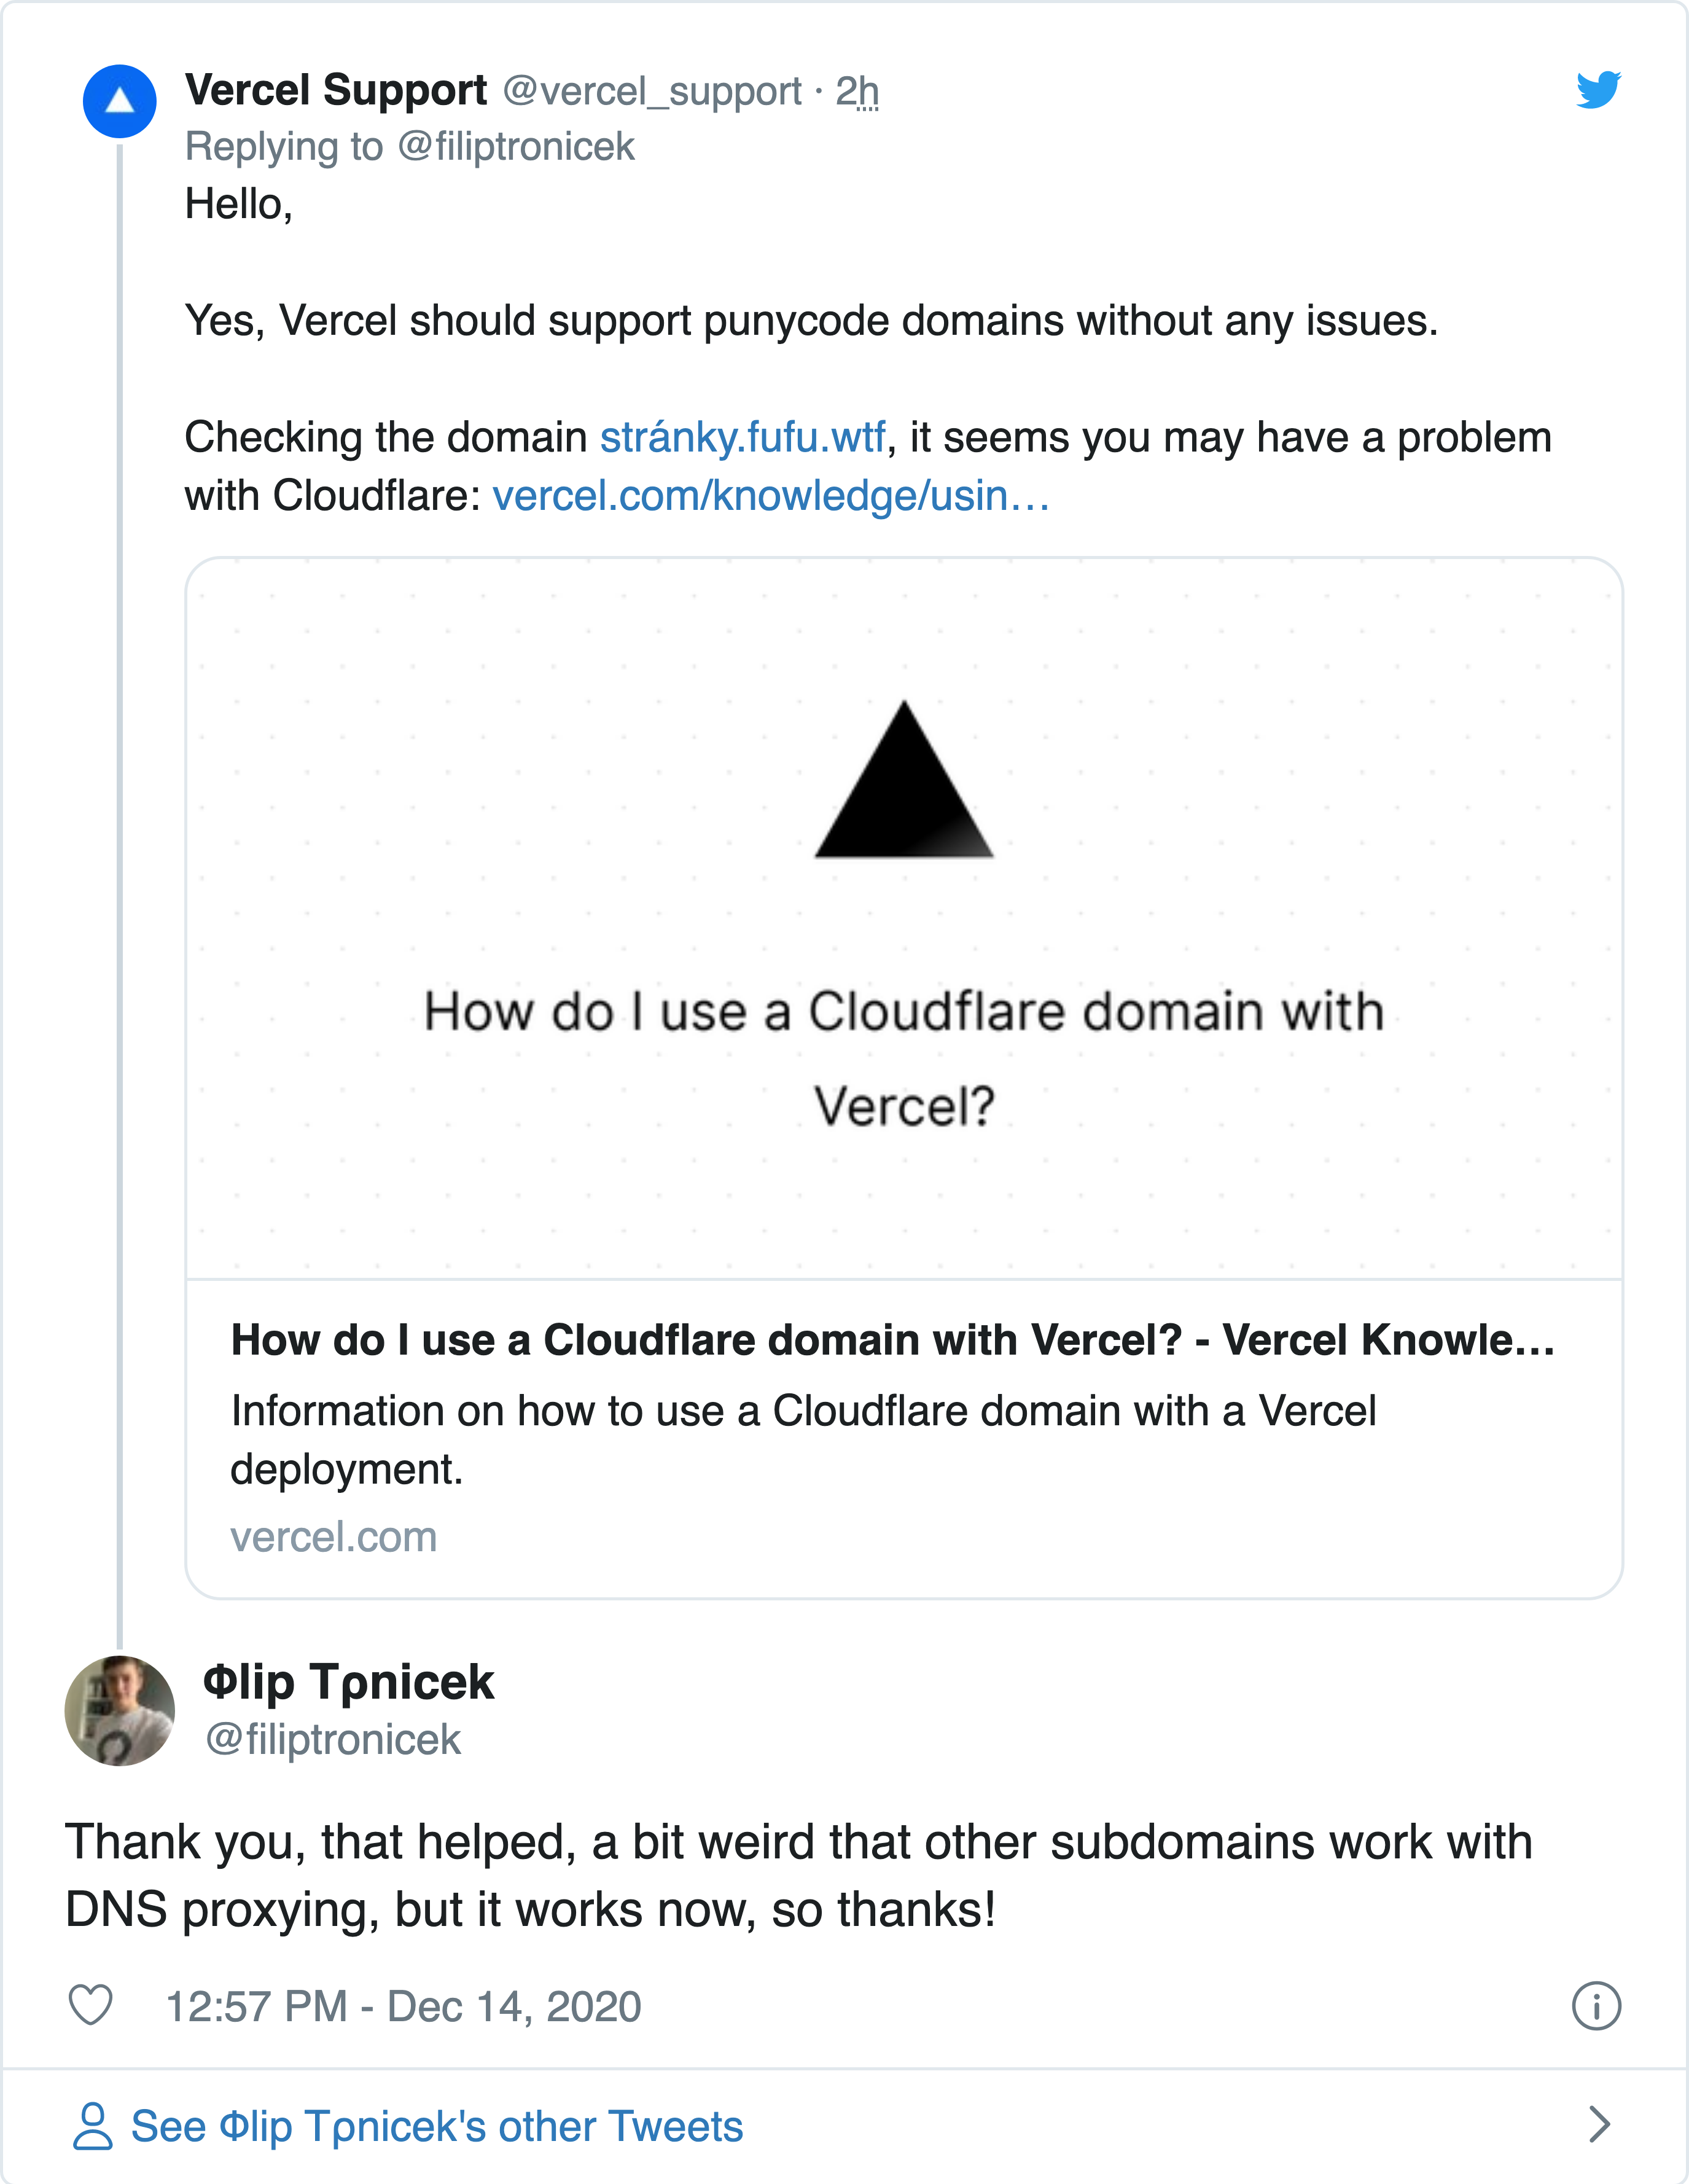 Vercel Support @vercel_support · 2h
Replying to @filiptronicek
Hello,
Yes, Vercel should support punycode domains without any issues.
Checking the domain stránky.fufu.wtf, it seems you may have a problem
with Cloudflare: vercel.com/knowledge/usin…
How do I use a Cloudflare domain with
Vercel?
How do I use a Cloudflare domain with Vercel? - Vercel Knowle…
Information on how to use a Cloudflare domain with a Vercel
deployment.
vercel.com
Φlip Tρnicek
@filiptronicek
Thank you, that helped, a bit weird that other subdomains work with
DNS proxying, but it works now, so thanks!
12:57 PM - Dec 14, 2020
See Φlip Tρnicek's other Tweets